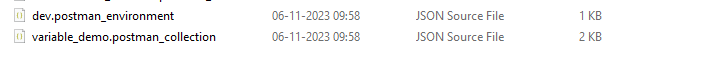 dev.postman_environment 06-11-2023 09:58 JSON Source File 1 KB
variable_demo.postman_collection 06-11-2023 09:58 JSON Source File 2 KB